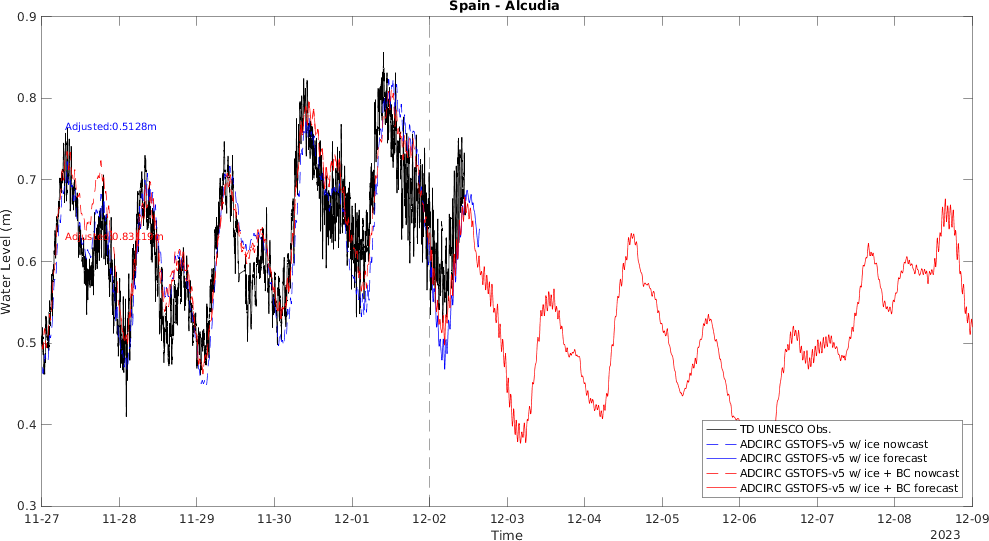 Spain - Alcudia
0.9
0.8
0.7
0.6
0.5
0.4
0.3
Water Level (m)
Adjusted:0.5128m
TD UNESCO Obs.
ADCIRC GSTOFS-v5 w/ ice nowcast
ADCIRC GSTOFS-v5 w/ ice forecast
ADCIRC GSTOFS-v5 w/ ice + BC nowcast
ADCIRC GSTOFS-v5 w/ ice + BC forecast
11-27 11-28 11-29 11-30 12-01 12-02 12-03 12-04 12-05 12-06 12-07 12-08 12-09
Time
2023